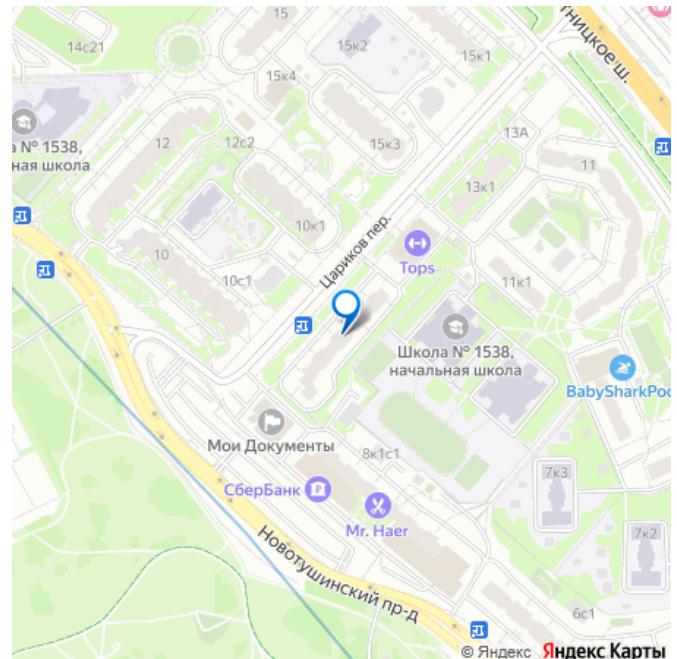 15
14с21
15к2
15к1
тницкое ш.
15к4
а № 1538,
ная школа
12
12с2
15к3
13А
11
13к1
10к1
Цариков пер.
Tops
10
10с1
11к1
Школа № 1538,
начальная школа
BabySharkPoo
Мои Документы
8к1с1
СберБанк
7к3
Mr. Haer
7к2
Новотушинский пр-д
6с1
© Яндекс Яндекс Карты